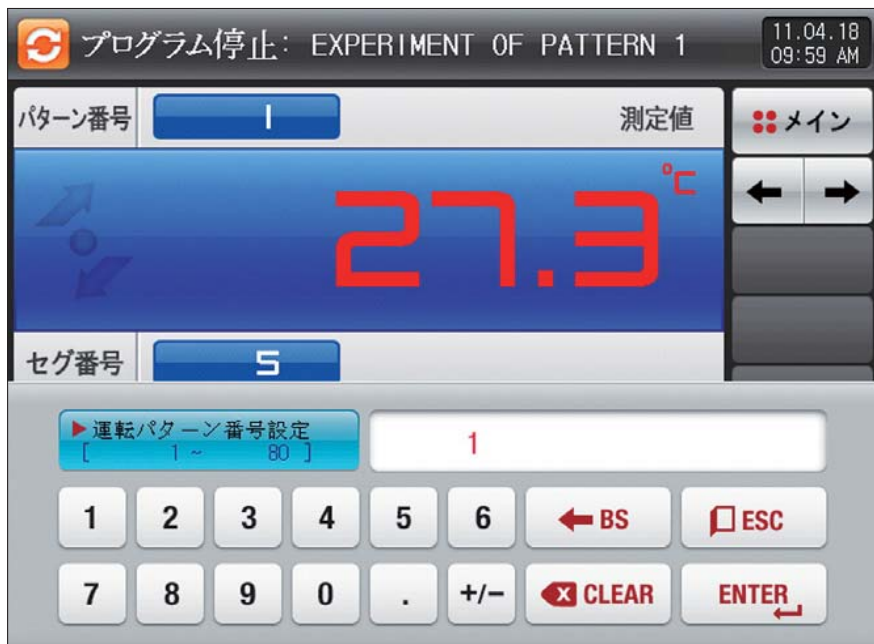 プログラム停止: EXPERIMENT OF PATTERN 1
11.04.18
09:59 AM
パターン番号 1 測定値
メイン
27.3 ℃
セグ番号 5
▶運転パターン番号設定
[ 1 ~ 80 ]
1
1 2 3 4 5 6 BS ESC
7 8 9 0 . +/- CLEAR ENTER